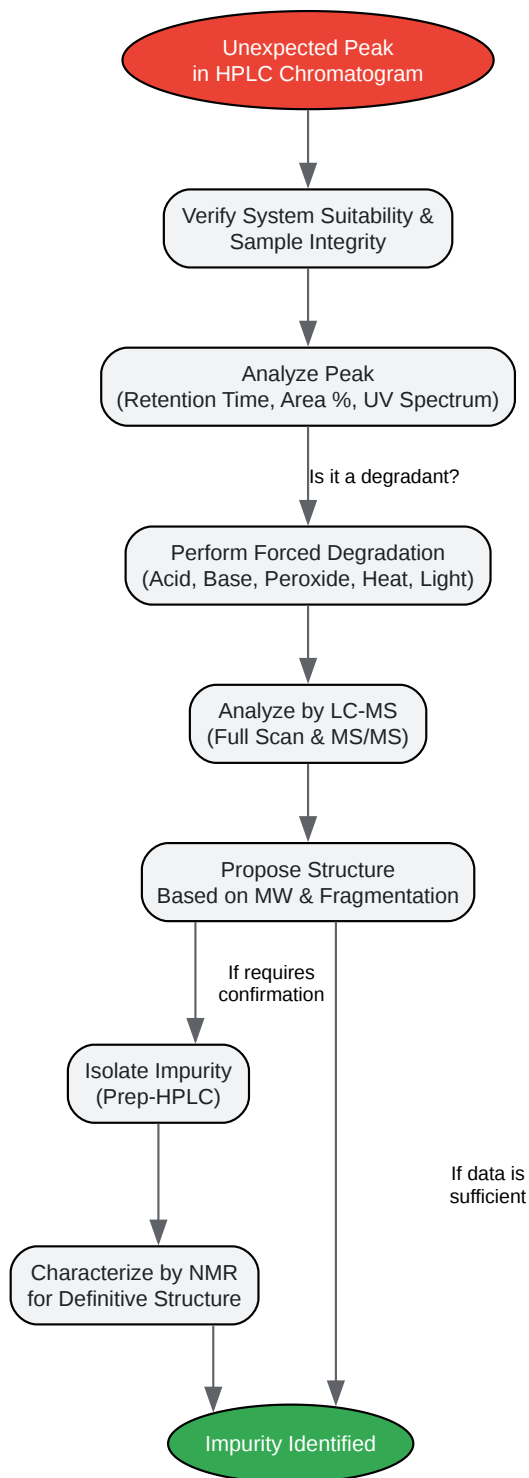 Unexpected Peak
in HPLC Chromatogram
Verify System Suitability &
Sample Integrity
Analyze Peak
(Retention Time, Area %, UV Spectrum)
Is it a degradant?
Perform Forced Degradation
(Acid, Base, Peroxide, Heat, Light)
Analyze by LC-MS
(Full Scan & MS/MS)
Propose Structure
Based on MW & Fragmentation
If requires
confirmation
Isolate Impurity
(Prep-HPLC)
If data is
sufficient
Characterize by NMR
for Definitive Structure
Impurity Identified